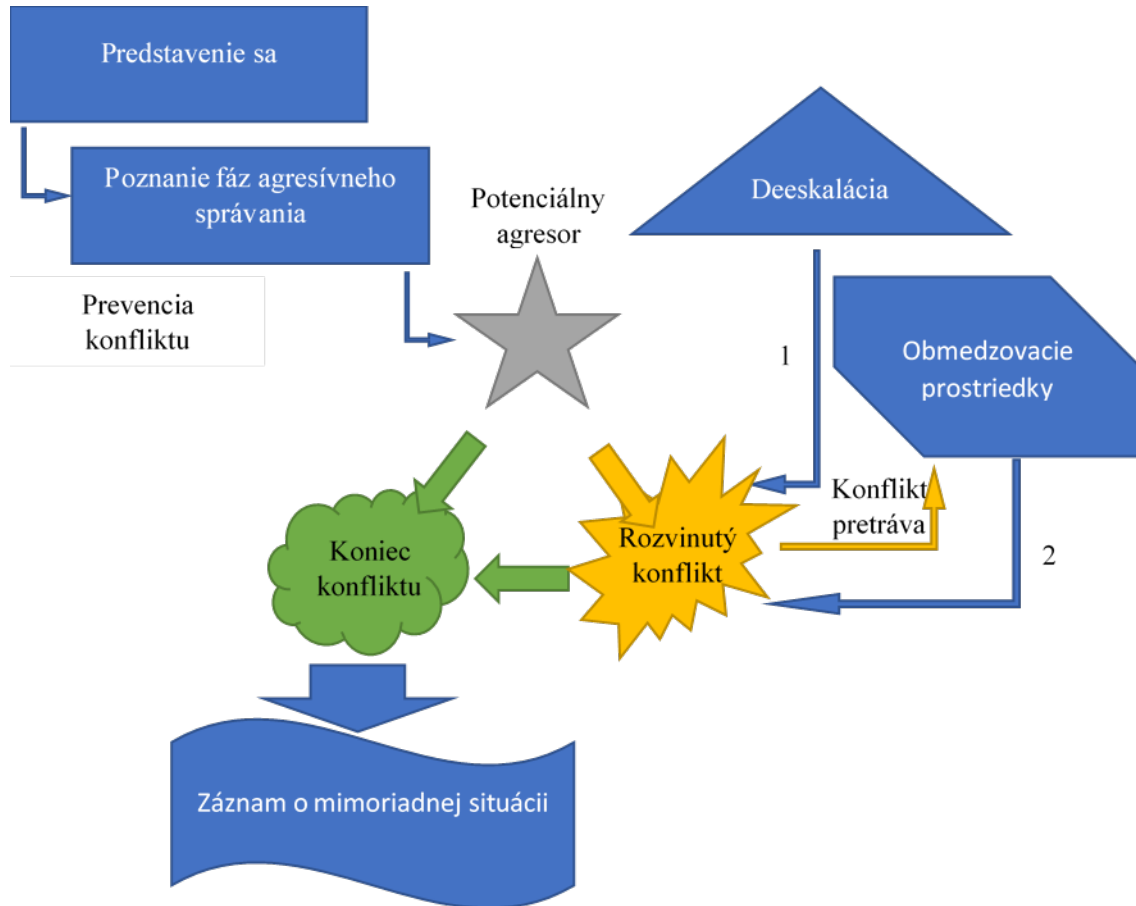 Predstavenie sa
Poznanie fáz agresívneho
správania
Prevencia
konfliktu
Potenciálny
agresor
Deeskalácia
1
Obmedzovacie
prostriedky
Konflikt
pretráva
2
Rozvinutý
konflikt
Koniec
konfliktu
Záznam o mimoriadnej situácii